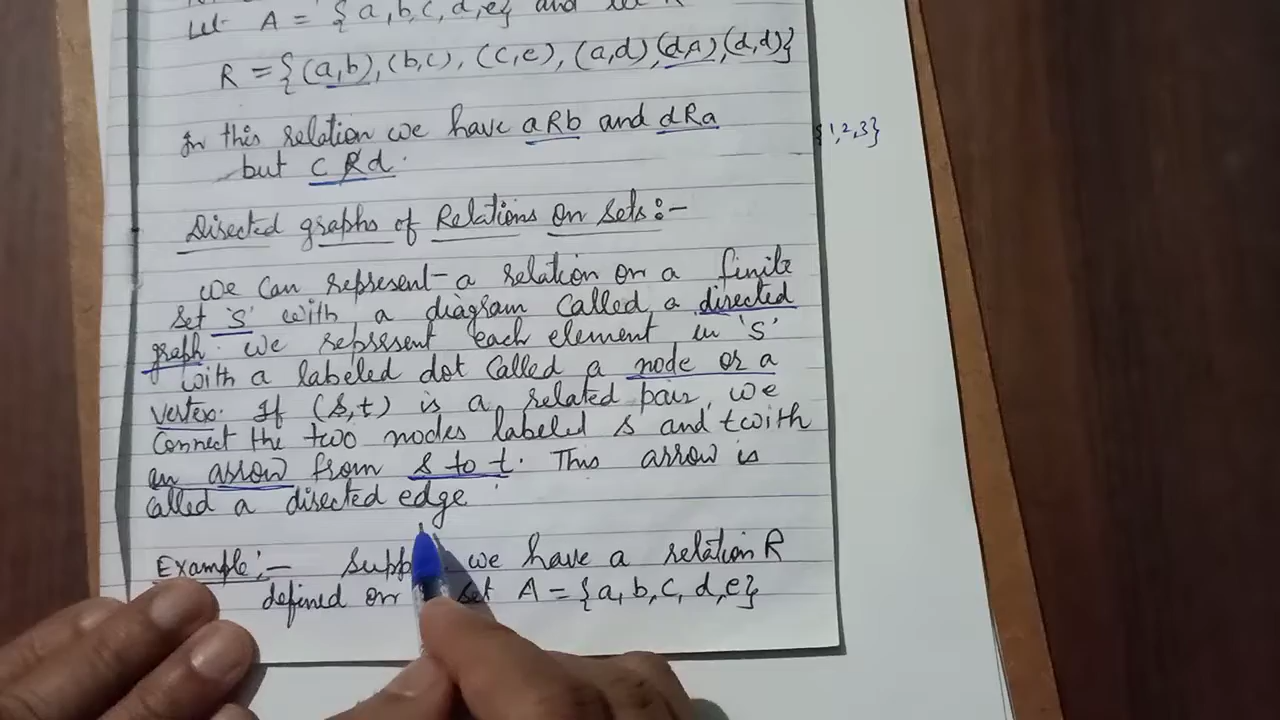 Let A = {a, b, c, d, e} and let R
R = {(a,b), (b,c), (c,e), (a,d), (d,A), (d,d)}
In this relation we have aRb and dRa
but c R̸ d.
{1,2,3}
Directed graphs of Relations on Sets:-
We can represent a relation on a finite
set 'S' with a diagram called a directed
graph. We represent each element in 'S'
with a labeled dot called a node or a
vertex. If (s,t) is a related pair, we
connect the two nodes labeled s and t with
an arrow from s to t. This arrow is
called a directed edge.
Example:- we have a relation R
defined on set A = {a, b, c, d, e}